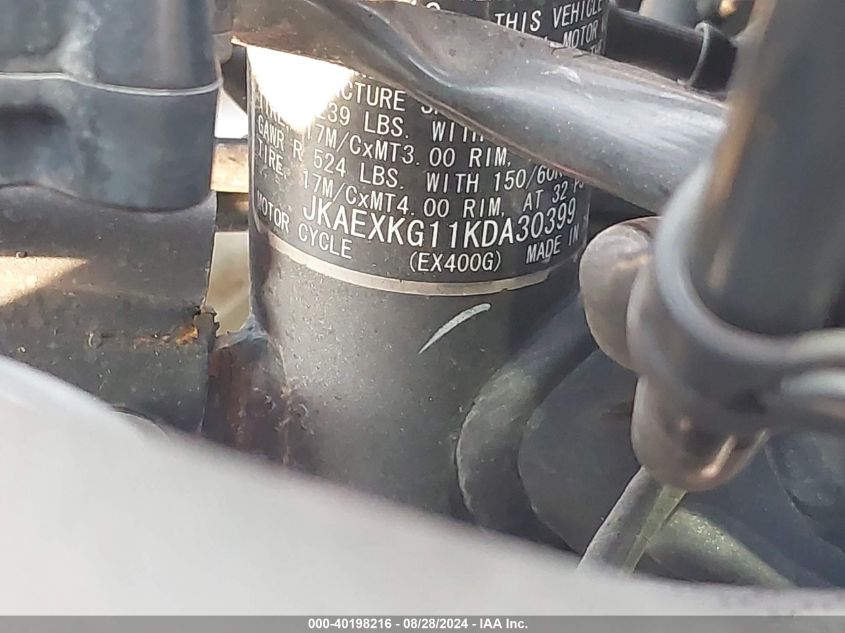 THIS VEHICLE
MOTOR
CTURE
239 LBS. WITH
17M/CxMT3.00 RIM,
GAWR R 524 LBS. WITH 150/60
TIRE, 17M/CxMT4.00 RIM, AT 32
JKAEXKG11KDA30399
MOTOR CYCLE (EX400G) MADE IN
000-40198216 - 08/28/2024 - IAA Inc.